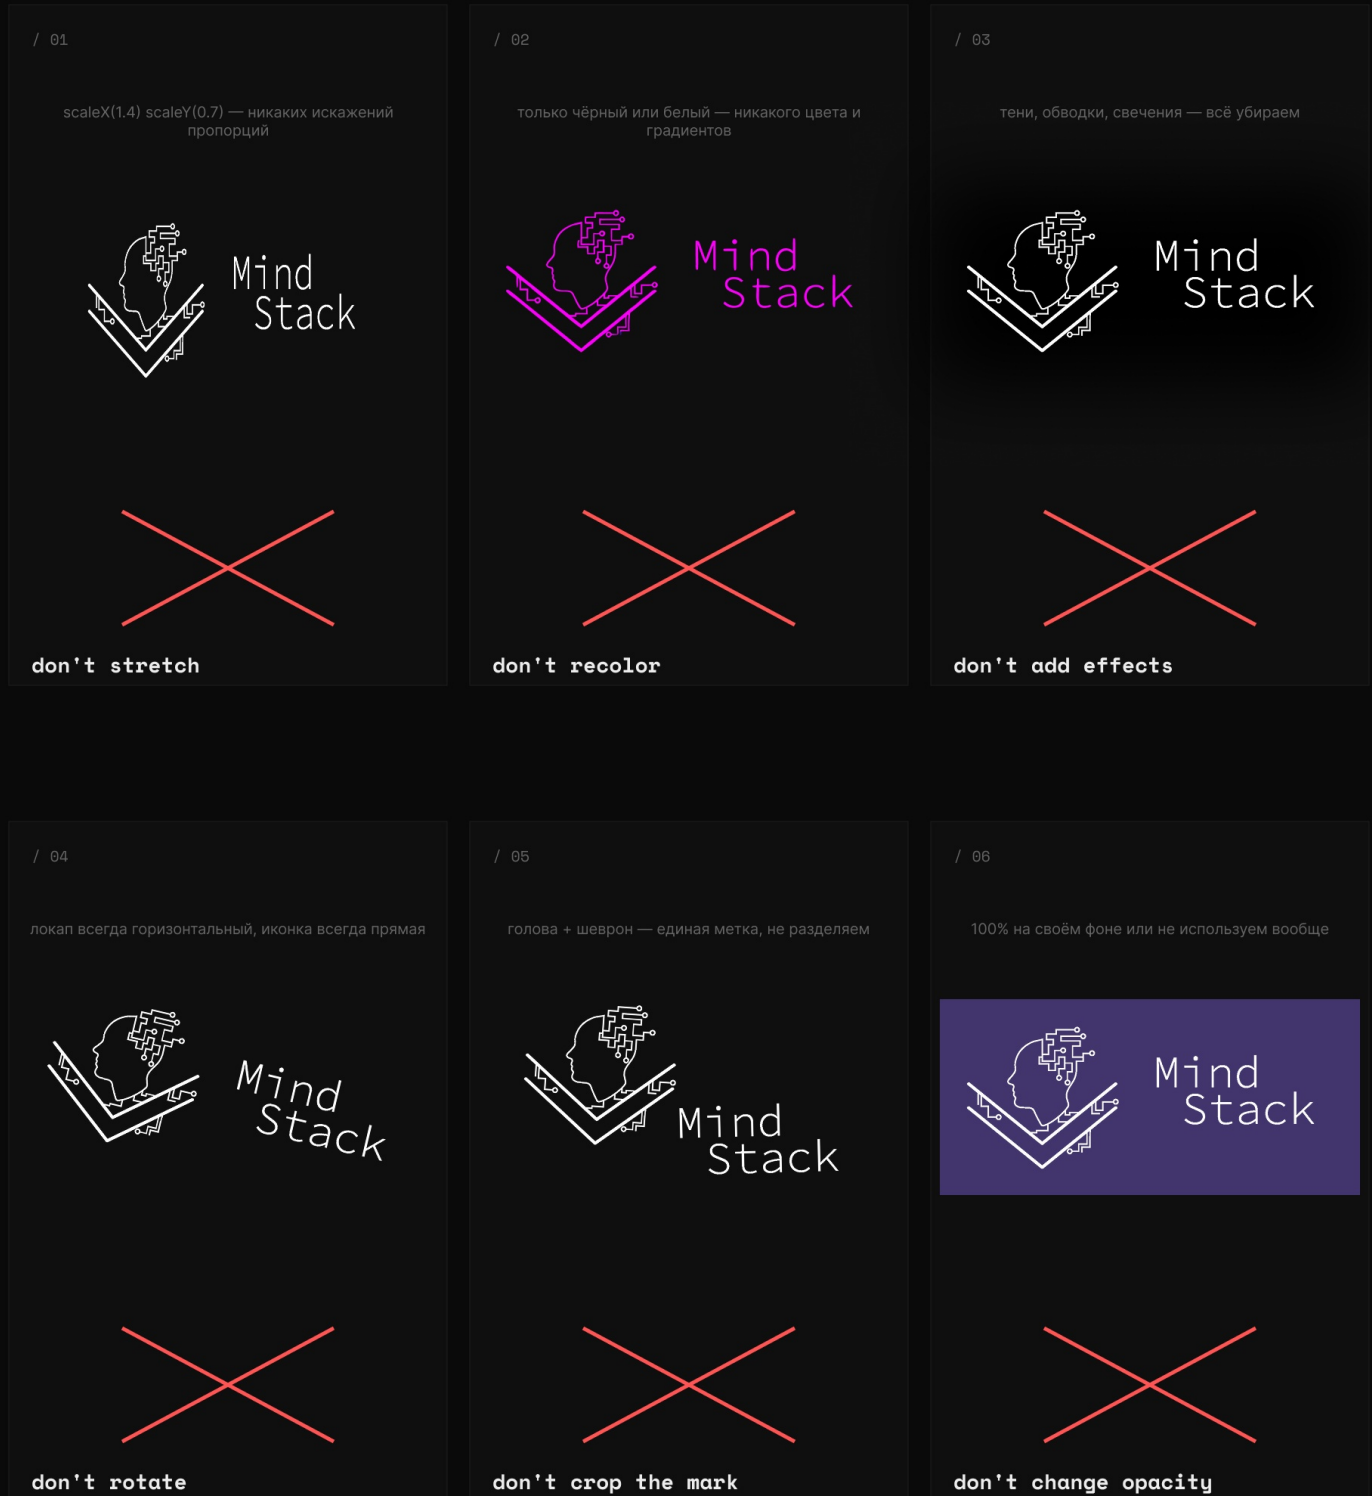 / 01
scaleX(1.4) scaleY(0.7) — никаких искажений
пропорций
Mind
Stack
don't stretch
/ 02
только чёрный или белый — никакого цвета и
градиентов
Mind
Stack
don't recolor
/ 03
тени, обводки, свечения — всё убираем
Mind
Stack
don't add effects
/ 04
локап всегда горизонтальный, иконка всегда прямая
Mind
Stack
don't rotate
/ 05
голова + шеврон — единая метка, не разделяем
Mind
Stack
don't crop the mark
/ 06
100% на своём фоне или не используем вообще
Mind
Stack
don't change opacity